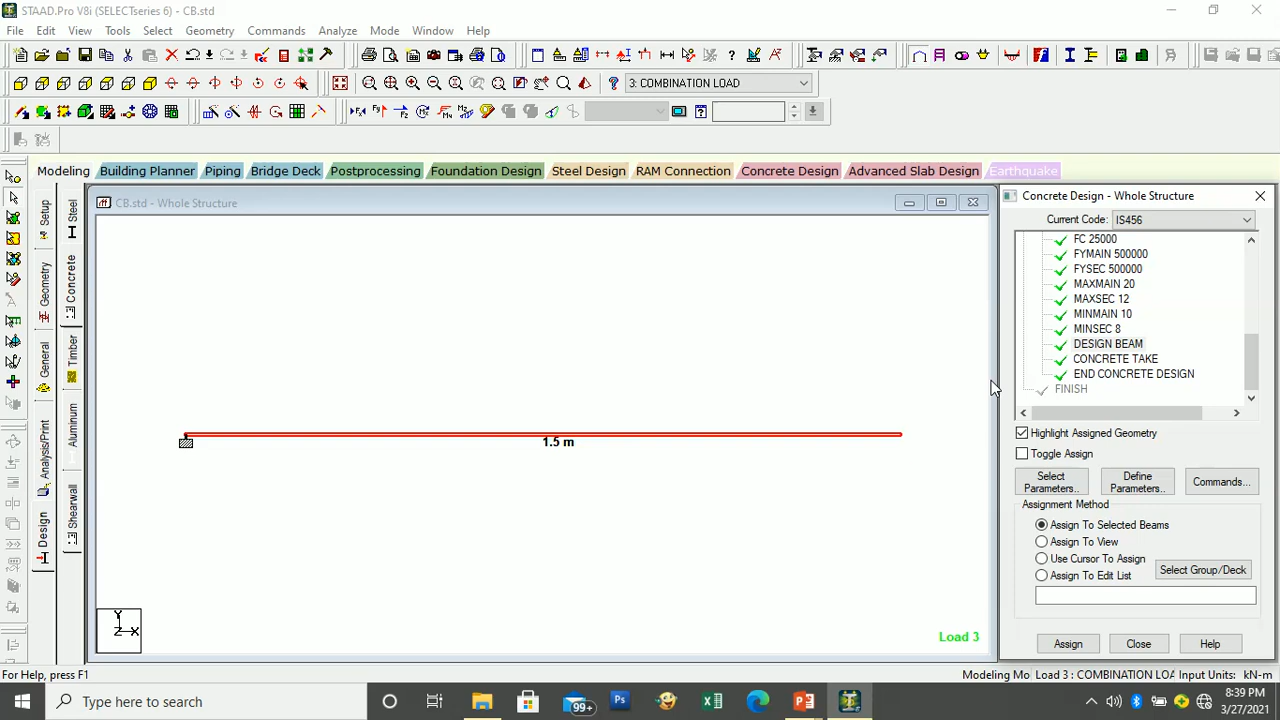 STAAD.Pro V8i (SELECTseries 6) - CB.std
File Edit View Tools Select Geometry Commands Analyze Mode Window Help
3: COMBINATION LOAD
Modeling Building Planner Piping Bridge Deck Postprocessing Foundation Design Steel Design RAM Connection Concrete Design Advanced Slab Design Earthquake
Setup
Geometry
General
Analysis/Print
Design
Steel
Concrete
Timber
Aluminum
Shearwall
CB.std - Whole Structure
1.5 m
Y
Z X
Load 3
Concrete Design - Whole Structure
Current Code: IS456
FC 25000
FYMAIN 500000
FYSEC 500000
MAXMAIN 20
MAXSEC 12
MINMAIN 10
MINSEC 8
DESIGN BEAM
CONCRETE TAKE
END CONCRETE DESIGN
FINISH
Highlight Assigned Geometry
Toggle Assign
Select Parameters..
Define Parameters..
Commands...
Assignment Method
Assign To Selected Beams
Assign To View
Use Cursor To Assign
Assign To Edit List
Select Group/Deck
Assign Close Help
For Help, press F1
Modeling Mo Load 3 : COMBINATION LOA Input Units: kN-m
Type here to search
99+
Ps
8:39 PM
3/27/2021